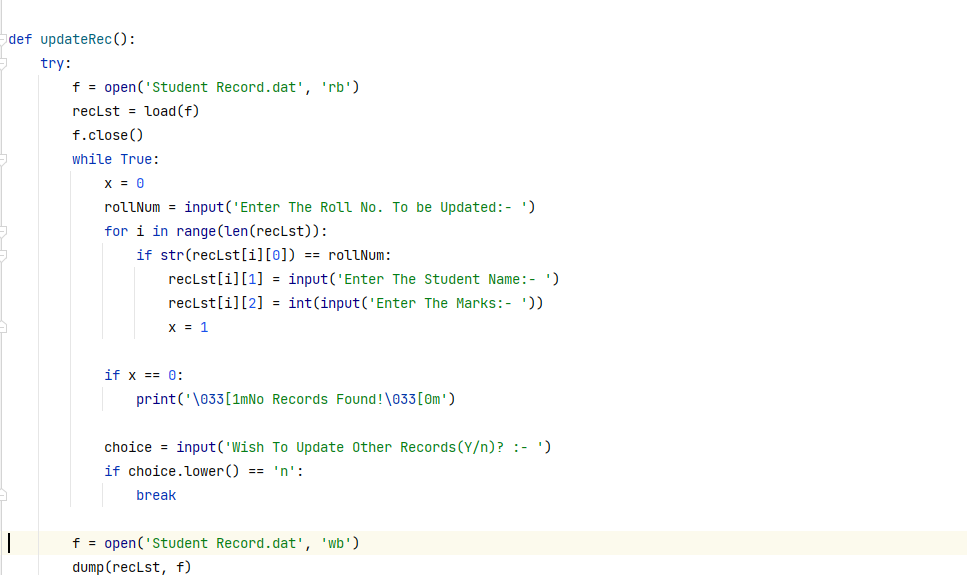 def updateRec():
    try:
        f = open('Student Record.dat', 'rb')
        recLst = load(f)
        f.close()
        while True:
            x = 0
            rollNum = input('Enter The Roll No. To be Updated:- ')
            for i in range(len(recLst)):
                if str(recLst[i][0]) == rollNum:
                    recLst[i][1] = input('Enter The Student Name:- ')
                    recLst[i][2] = int(input('Enter The Marks:- '))
                    x = 1

            if x == 0:
                print('\033[1mNo Records Found!\033[0m')

            choice = input('Wish To Update Other Records(Y/n)? :- ')
            if choice.lower() == 'n':
                break

        f = open('Student Record.dat', 'wb')
        dump(recLst, f)